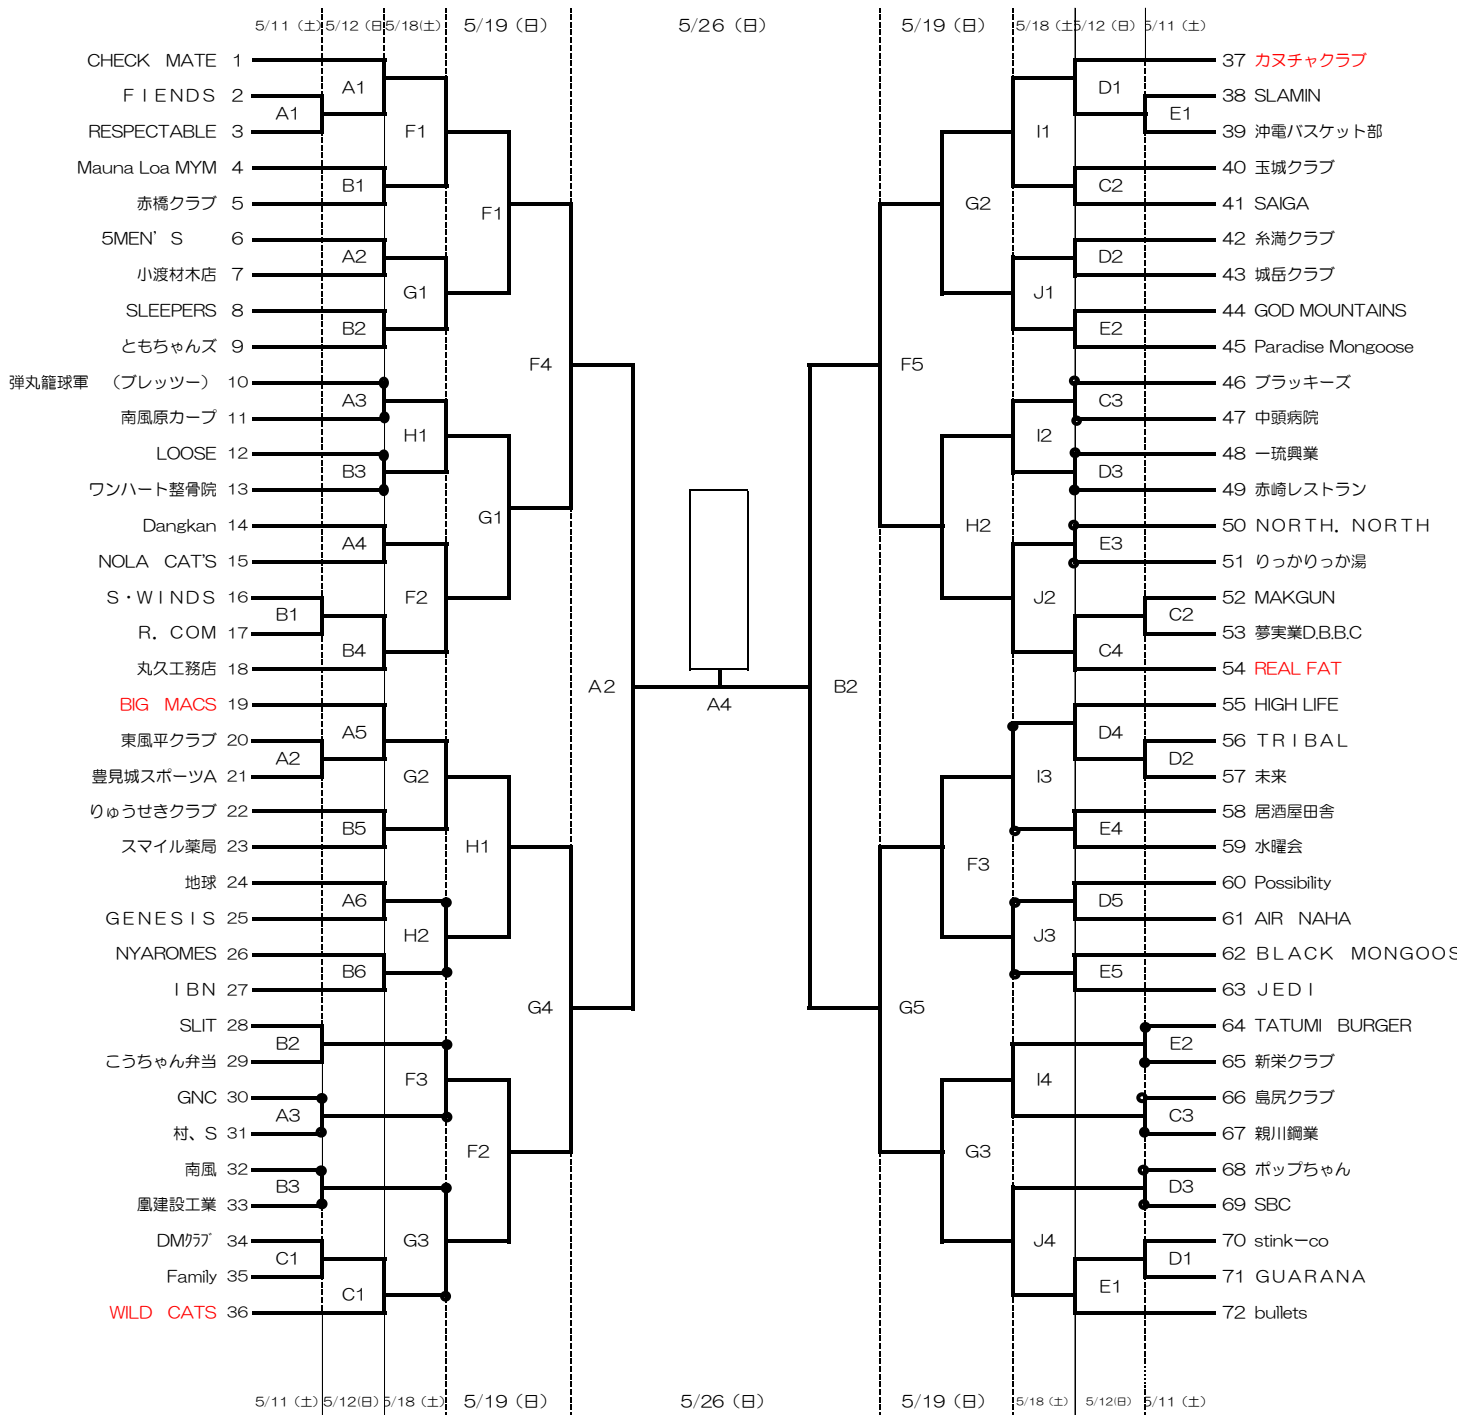 5/11（土） 5/12（日） 5/18(土) 5/19（日） 5/26（日） 5/19（日） 5/18（土） 5/12（日） 5/11（土）
CHECK MATE 1
FIENDS 2
RESPECTABLE 3
Mauna Loa MYM 4
赤橋クラブ 5
5MEN'S 6
小渡材木店 7
SLEEPERS 8
ともちゃんズ 9
弾丸籠球軍 （ブレッツー） 10
南風原カープ 11
LOOSE 12
ワンハート整骨院 13
Dangkan 14
NOLA CAT'S 15
S・WINDS 16
R．COM 17
丸久工務店 18
BIG MACS 19
東風平クラブ 20
豊見城スポーツA 21
りゅうせきクラブ 22
スマイル薬局 23
地球 24
GENESIS 25
NYAROMES 26
IBN 27
SLIT 28
こうちゃん弁当 29
GNC 30
村、S 31
南風 32
凰建設工業 33
DMｸﾗﾌﾞ 34
Family 35
WILD CATS 36
A1
B1
A2
A3
B2
B3
C1
A1
B1
A2
B2
A3
B3
A4
B4
A5
B5
A6
B6
C1
F1
G1
H1
F2
G2
H2
F3
G3
F1
G1
H1
F2
F4
G4
A2
A4
B2
F5
G5
G2
H2
F3
G3
I1
J1
I2
J2
I3
J3
I4
J4
D1
C2
D2
E2
C3
D3
E3
C4
D4
E4
D5
E5
E1
E1
C2
D2
E2
C3
D3
D1
37 カヌチャクラブ
38 SLAMIN
39 沖電バスケット部
40 玉城クラブ
41 SAIGA
42 糸満クラブ
43 城岳クラブ
44 GOD MOUNTAINS
45 Paradise Mongoose
46 ブラッキーズ
47 中頭病院
48 一琉興業
49 赤崎レストラン
50 NORTH．NORTH
51 りっかりっか湯
52 MAKGUN
53 夢実業D.B.B.C
54 REAL FAT
55 HIGH LIFE
56 TRIBAL
57 未来
58 居酒屋田舎
59 水曜会
60 Possibility
61 AIR NAHA
62 BLACK MONGOOS
63 JEDI
64 TATUMI BURGER
65 新栄クラブ
66 島尻クラブ
67 親川鋼業
68 ポップちゃん
69 SBC
70 stinkーco
71 GUARANA
72 bullets
5/11（土） 5/12(日) 5/18（土） 5/19（日） 5/26（日） 5/19（日） 5/18（土） 5/12(日) 5/11（土）